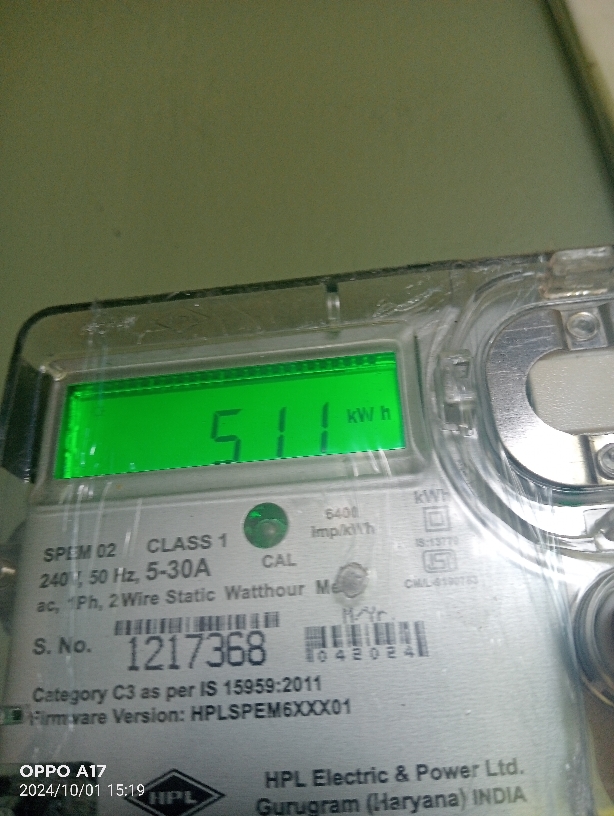 511 kWh
kWh
6400
imp/kWh
SPEM 02 CLASS 1
CAL
IS:13779
240 V, 50 Hz, 5-30A
ac, 1Ph, 2 Wire Static Watthour
S. No.
1217368
M/Yr.
042024
Category C3 as per IS 15959:2011
Firmware Version: HPLSPEM6XXX01
HPL
HPL Electric & Power Ltd.
Gurugram (Haryana) INDIA
OPPO A17
2024/10/01 15:19